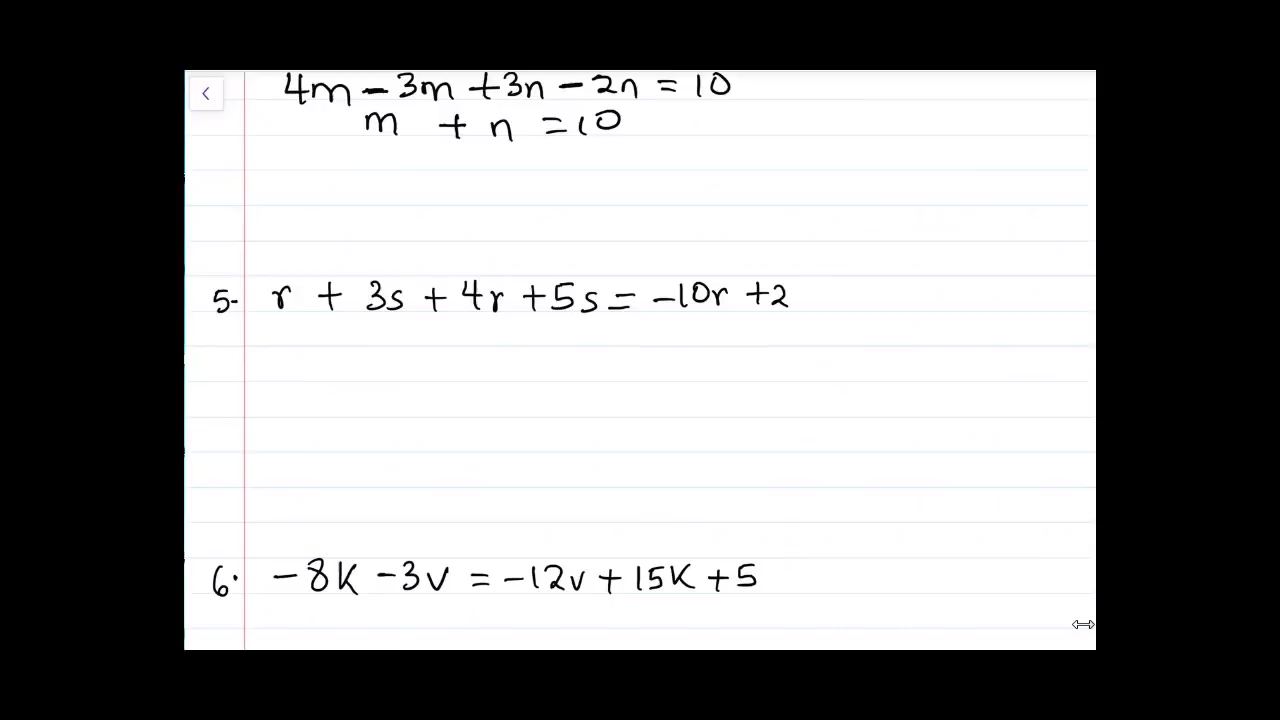 4m - 3m + 3n - 2n = 10
m + n = 10
5- r + 3s + 4r + 5s = -10r + 2
6. -8k - 3v = -12v + 15k + 5